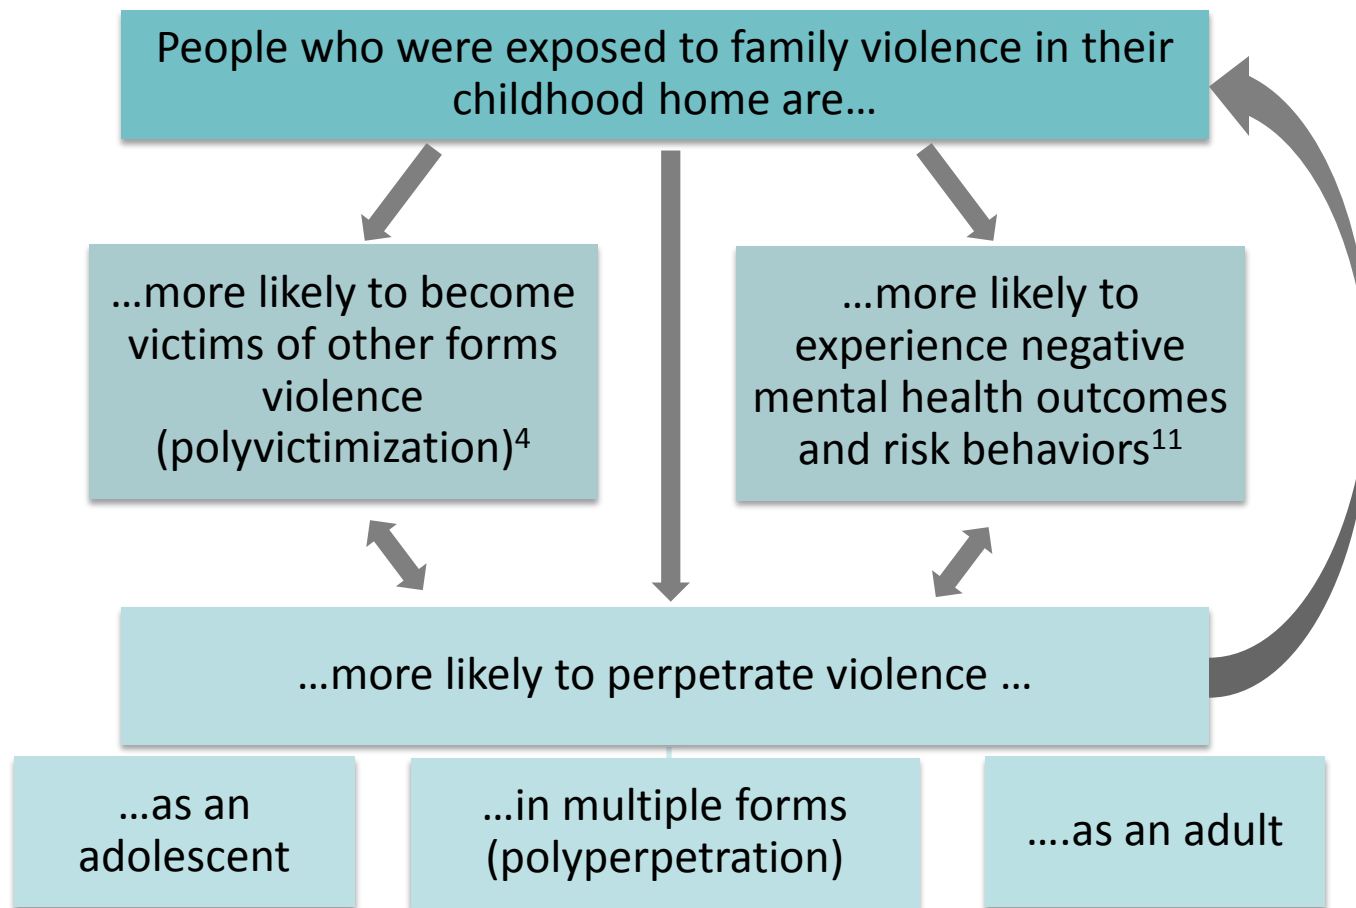 People who were exposed to family violence in their
childhood home are…
…more likely to become
victims of other forms
violence
(polyvictimization)4
…more likely to
experience negative
mental health outcomes
and risk behaviors11
…more likely to perpetrate violence …
…as an
adolescent
…in multiple forms
(polyperpetration)
….as an adult